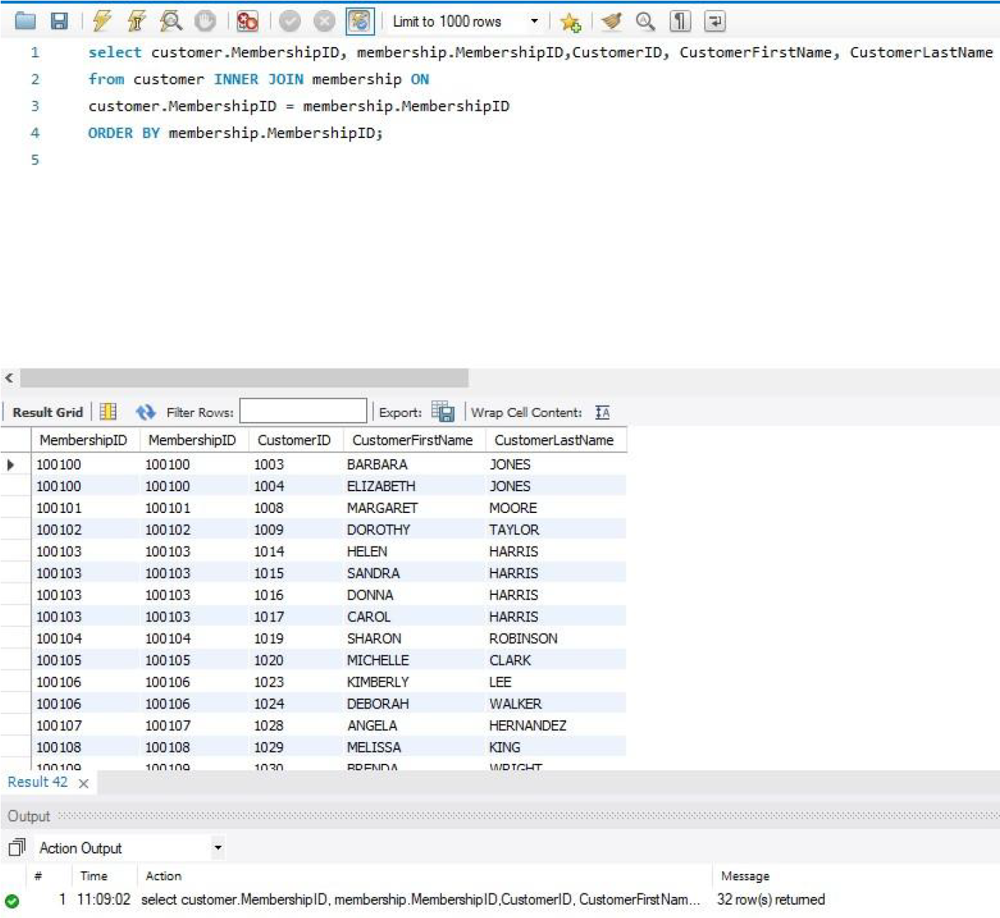 Limit to 1000 rows
1 select customer.MembershipID, membership.MembershipID,CustomerID, CustomerFirstName, CustomerLastName
2 from customer INNER JOIN membership ON
3 customer.MembershipID = membership.MembershipID
4 ORDER BY membership.MembershipID;
5
Result Grid Filter Rows: Export: Wrap Cell Content:
MembershipID MembershipID CustomerID CustomerFirstName CustomerLastName
100100 100100 1003 BARBARA JONES
100100 100100 1004 ELIZABETH JONES
100101 100101 1008 MARGARET MOORE
100102 100102 1009 DOROTHY TAYLOR
100103 100103 1014 HELEN HARRIS
100103 100103 1015 SANDRA HARRIS
100103 100103 1016 DONNA HARRIS
100103 100103 1017 CAROL HARRIS
100104 100104 1019 SHARON ROBINSON
100105 100105 1020 MICHELLE CLARK
100106 100106 1023 KIMBERLY LEE
100106 100106 1024 DEBORAH WALKER
100107 100107 1028 ANGELA HERNANDEZ
100108 100108 1029 MELISSA KING
100109 100109 1030 BRENDA WRIGHT
Result 42
Output
Action Output
# Time Action Message
1 11:09:02 select customer.MembershipID, membership.MembershipID,CustomerID, CustomerFirstNam... 32 row(s) returned